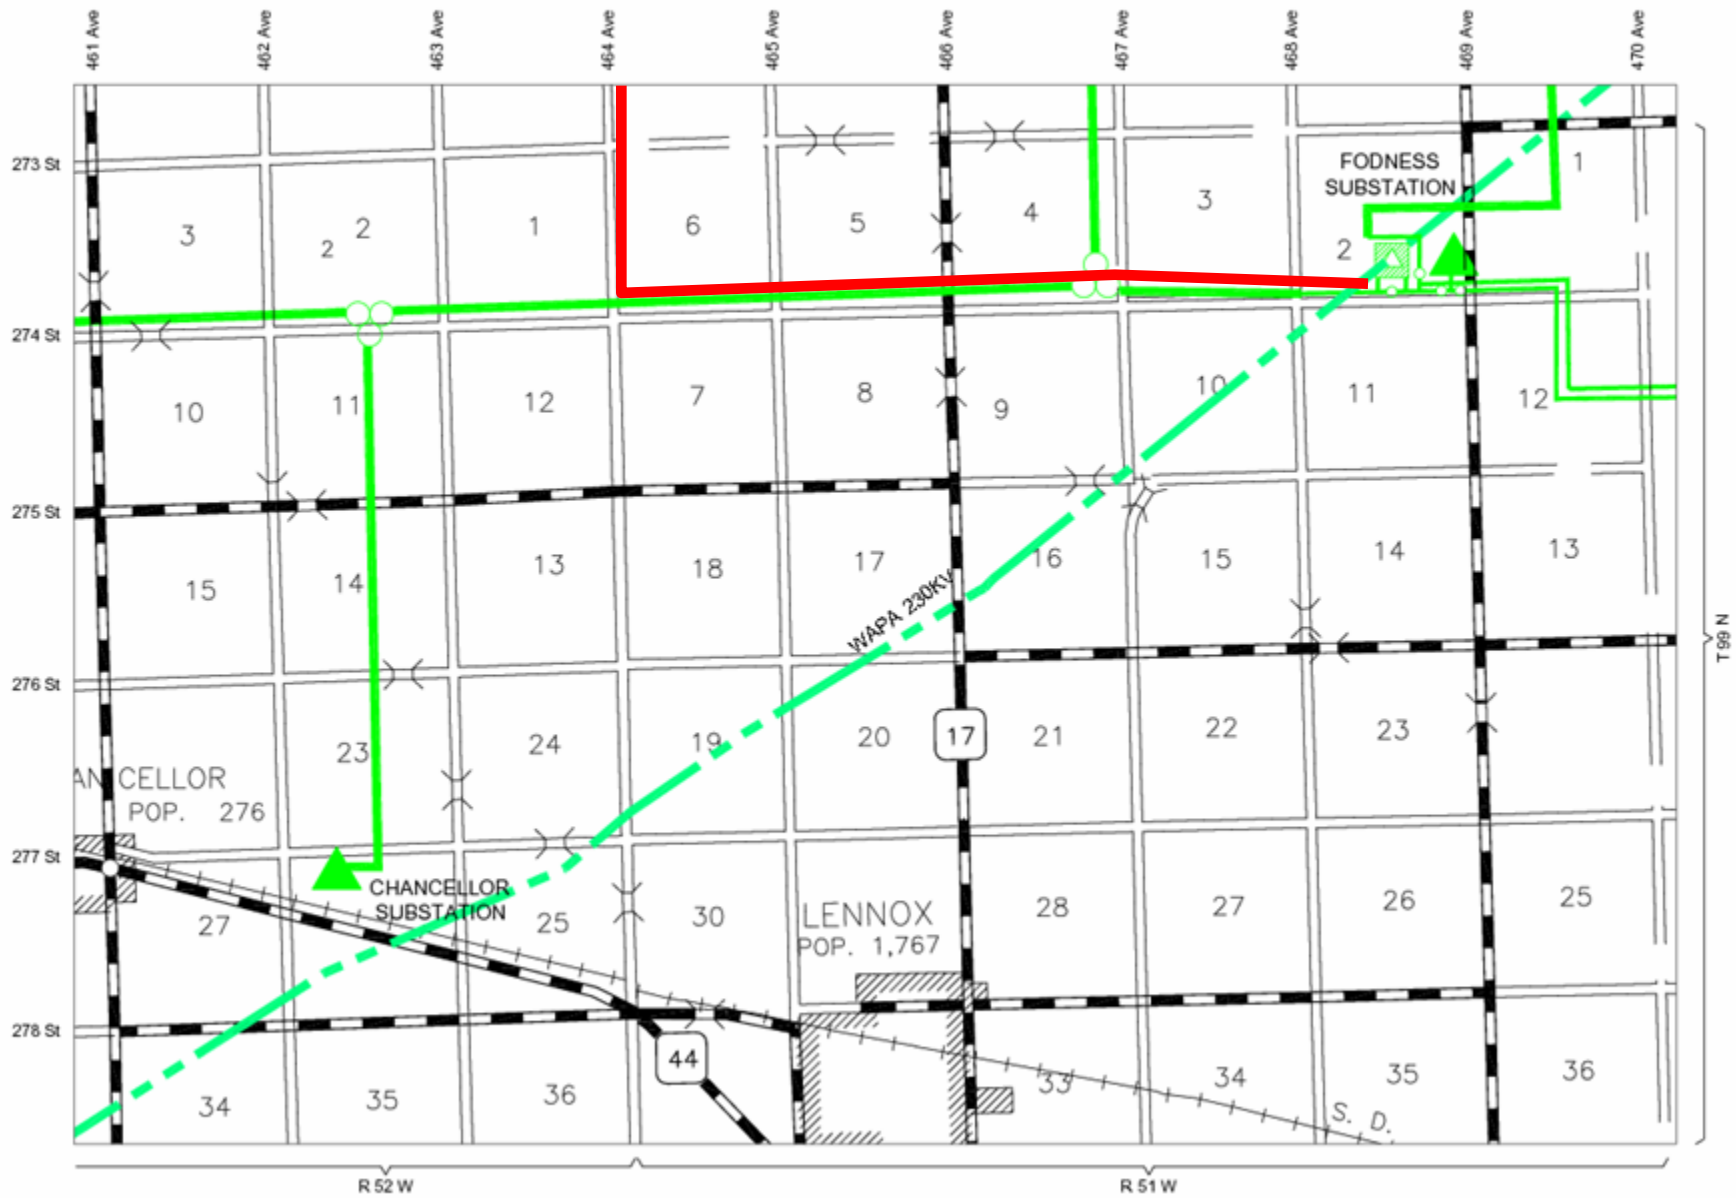 461 Ave
462 Ave
463 Ave
464 Ave
465 Ave
466 Ave
467 Ave
468 Ave
469 Ave
470 Ave
273 St
FODNESS
SUBSTATION
1
3
2
2
1
6
5
4
3
2
274 St
10
11
12
7
8
9
10
11
12
275 St
15
14
13
18
17
16
15
14
13
WAPA 230KV
T 99 N
276 St
23
24
19
20
17
21
22
23
ANCELLOR
POP. 276
277 St
CHANCELLOR
SUBSTATION
27
25
30
LENNOX
POP. 1,767
28
27
26
25
278 St
44
34
35
36
33
34
35
36
S. D.
R 52 W
R 51 W